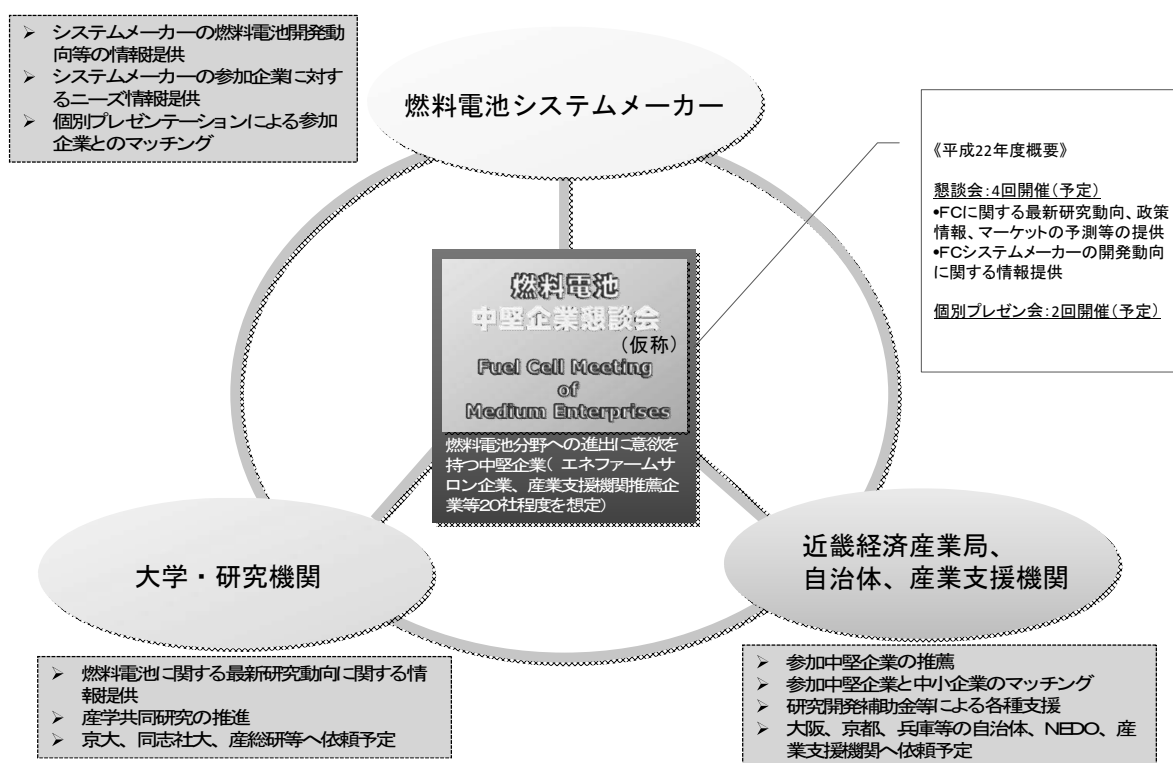 ➢ システムメーカーの燃料電池開発動
向等の情報提供
➢ システムメーカーの参加企業に対す
るニーズ情報提供
➢ 個別プレゼンテーションによる参加
企業とのマッチング
燃料電池システムメーカー
《平成22年度概要》
懇談会:4回開催(予定)
•FCに関する最新研究動向、政策
情報、マーケットの予測等の提供
•FCシステムメーカーの開発動向
に関する情報提供
個別プレゼン会:2回開催(予定)
燃料電池
中堅企業懇談会
(仮称)
Fuel Cell Meeting
of
Medium Enterprises
燃料電池分野への進出に意欲を
持つ中堅企業( エネファームサ
ロン企業、産業支援機関推薦企
業等20社程度を想定)
大学・研究機関
近畿経済産業局、
自治体、産業支援機関
➢ 燃料電池に関する最新研究動向に関する情
報提供
➢ 産学共同研究の推進
➢ 京大、同志社大、産総研等へ依頼予定
➢ 参加中堅企業の推薦
➢ 参加中堅企業と中小企業のマッチング
➢ 研究開発補助金等による各種支援
➢ 大阪、京都、兵庫等の自治体、NEDO、産
業支援機関へ依頼予定